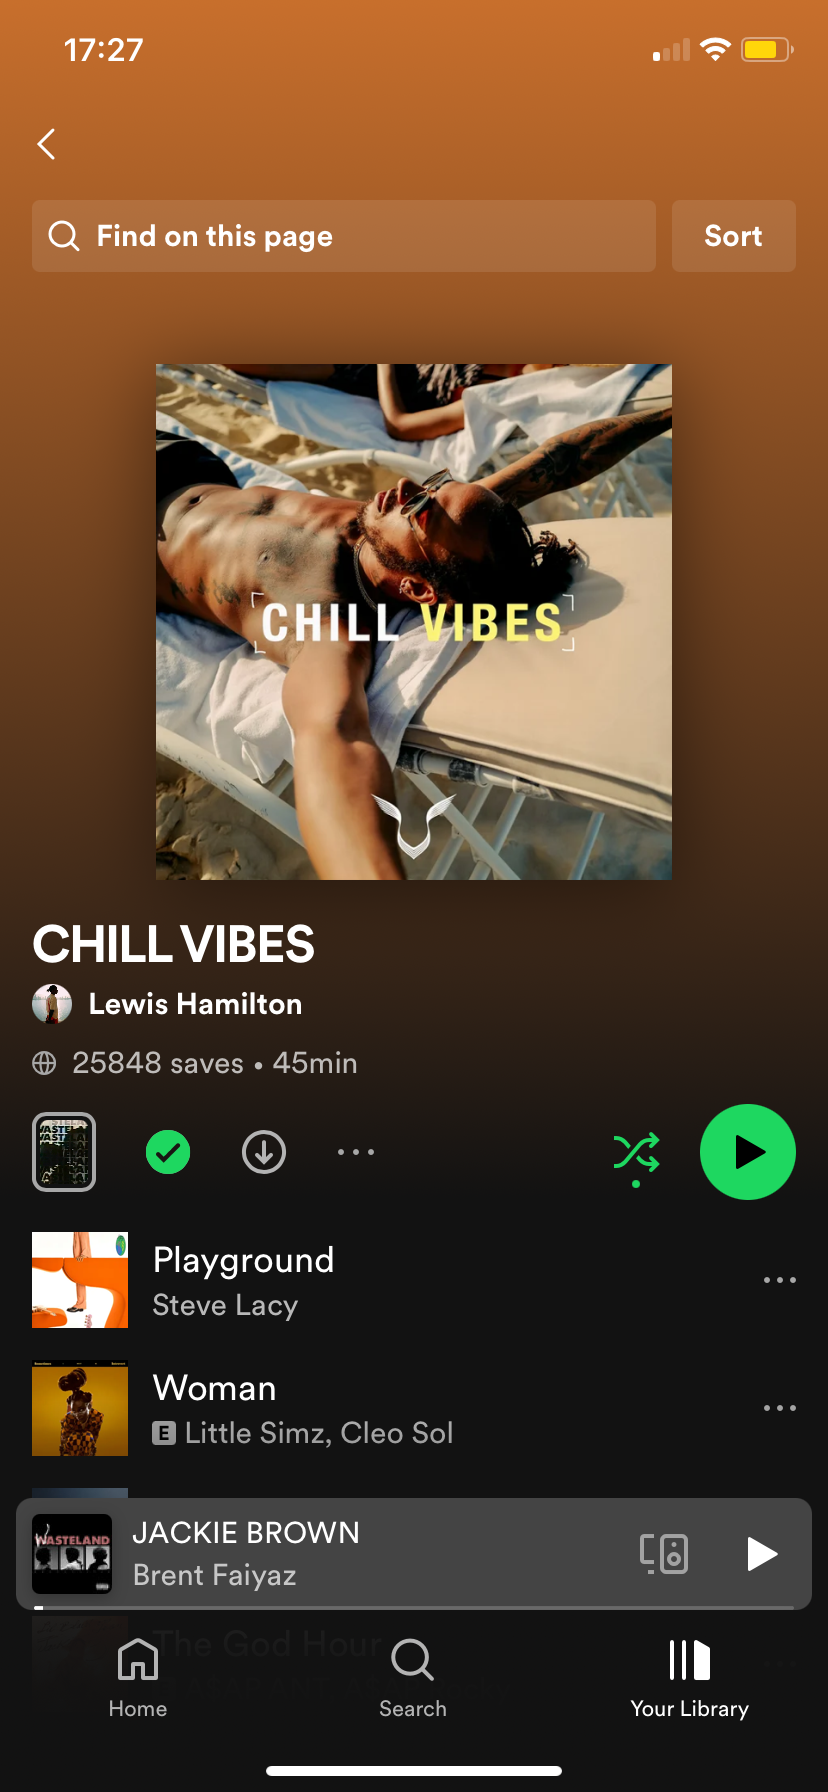 17:27
Find on this page
Sort
CHILL VIBES
CHILL VIBES
Lewis Hamilton
25848 saves • 45min
Playground
Steve Lacy
Woman
E Little Simz, Cleo Sol
WASTELAND
JACKIE BROWN
Brent Faiyaz
The God Hour
Home
Search
Your Library